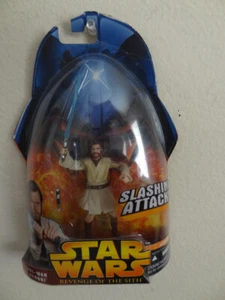 SLASHING
ATTACK
STAR
WARS
REVENGE OF THE SITH